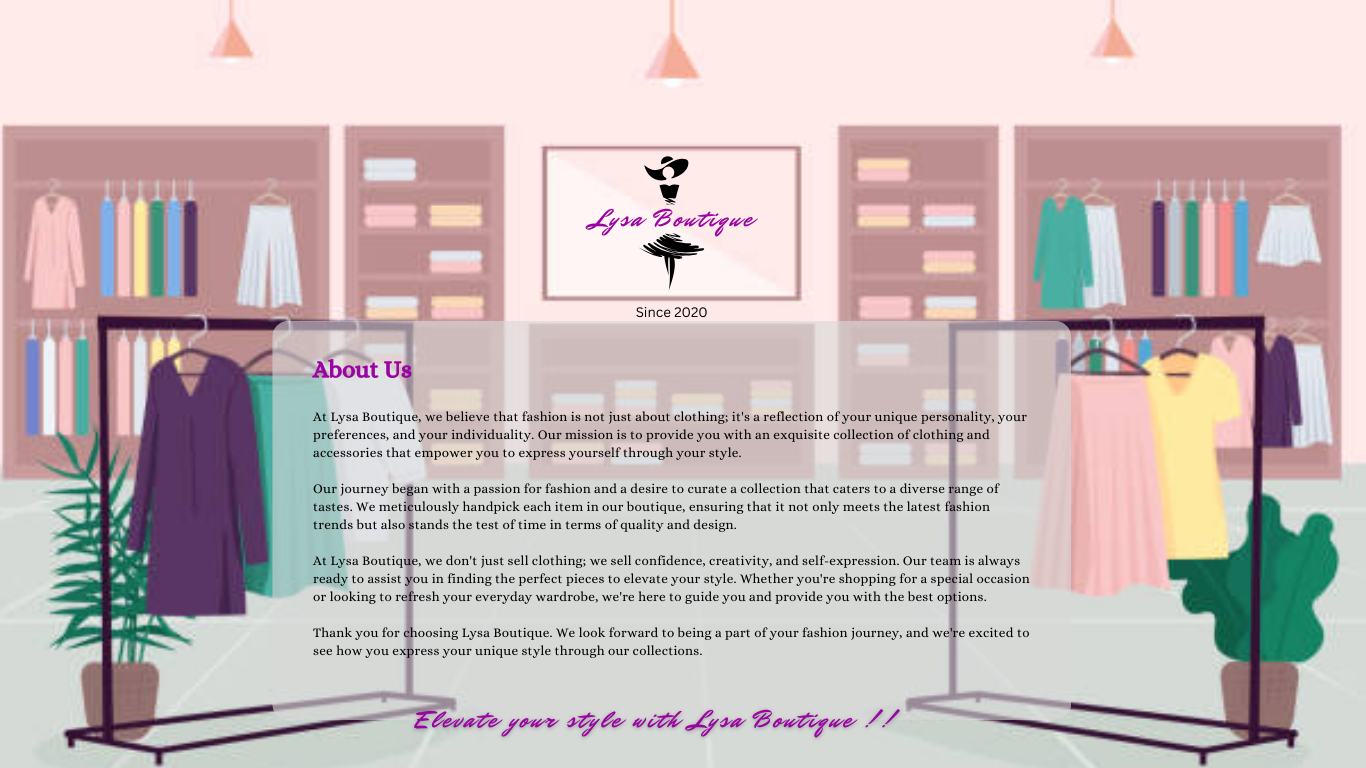 Lysa Boutique
Since 2020
About Us
At Lysa Boutique, we believe that fashion is not just about clothing; it's a reflection of your unique personality, your
preferences, and your individuality. Our mission is to provide you with an exquisite collection of clothing and
accessories that empower you to express yourself through your style.
Our journey began with a passion for fashion and a desire to curate a collection that caters to a diverse range of
tastes. We meticulously handpick each item in our boutique, ensuring that it not only meets the latest fashion
trends but also stands the test of time in terms of quality and design.
At Lysa Boutique, we don't just sell clothing; we sell confidence, creativity, and self-expression. Our team is always
ready to assist you in finding the perfect pieces to elevate your style. Whether you're shopping for a special occasion
or looking to refresh your everyday wardrobe, we're here to guide you and provide you with the best options.
Thank you for choosing Lysa Boutique. We look forward to being a part of your fashion journey, and we're excited to
see how you express your unique style through our collections.
Elevate your style with Lysa Boutique !!